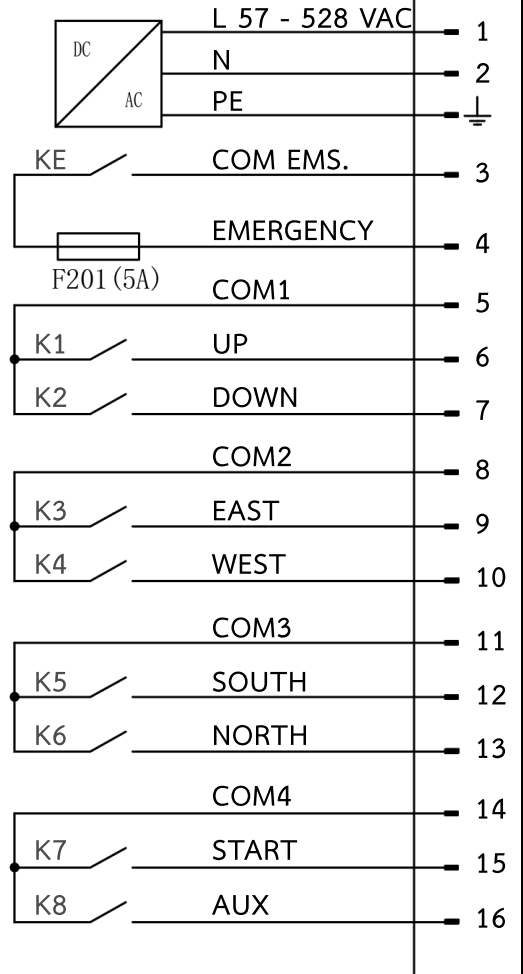 L 57 - 528 VAC 1
DC
N 2
AC
PE
KE COM EMS. 3
EMERGENCY 4
F201(5A)
COM1 5
K1 UP 6
K2 DOWN 7
COM2 8
K3 EAST 9
K4 WEST 10
COM3 11
K5 SOUTH 12
K6 NORTH 13
COM4 14
K7 START 15
K8 AUX 16